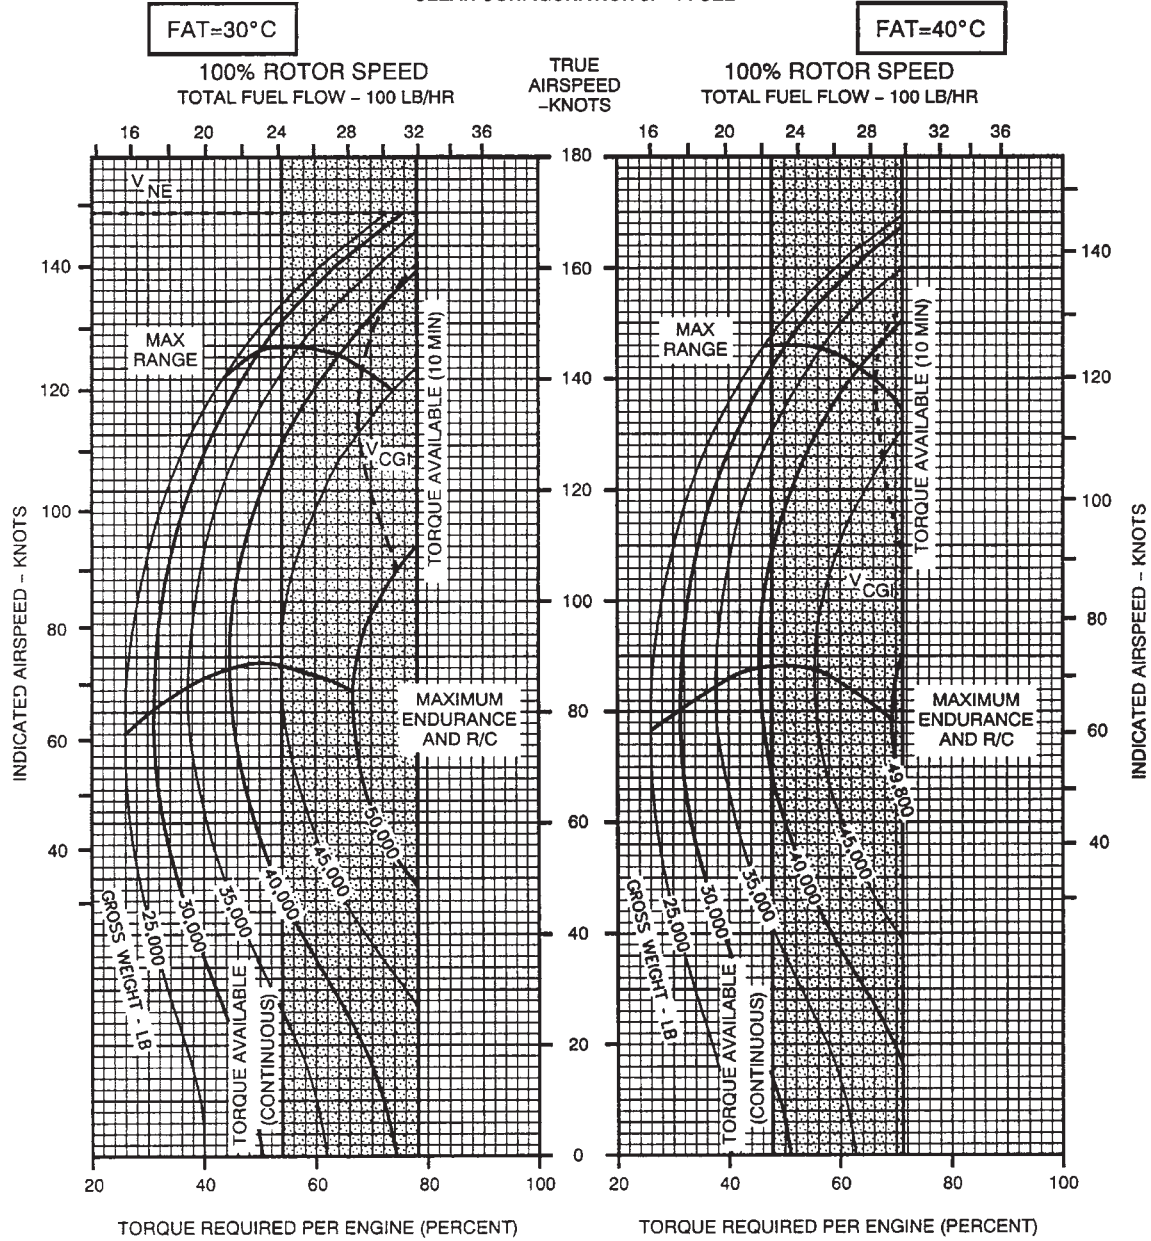 FAT=30°C
FAT=40°C
100% ROTOR SPEED
TOTAL FUEL FLOW – 100 LB/HR
TRUE
AIRSPEED
–KNOTS
100% ROTOR SPEED
TOTAL FUEL FLOW – 100 LB/HR
16 20 24 28 32 36
16 20 24 28 32 36
180
160
140
120
100
80
60
40
20
0
VNE
MAX
RANGE
VCGI
TORQUE AVAILABLE (10 MIN)
MAXIMUM
ENDURANCE
AND R/C
50,000
45,000
40,000
35,000
30,000
25,000
GROSS WEIGHT - LB
TORQUE AVAILABLE
(CONTINUOUS)
140
120
100
80
60
40
INDICATED AIRSPEED – KNOTS
20 40 60 80 100
TORQUE REQUIRED PER ENGINE (PERCENT)
MAX
RANGE
TORQUE AVAILABLE (10 MIN)
MAXIMUM
ENDURANCE
AND R/C
49,800
45,000
40,000
35,000
30,000
25,000
GROSS WEIGHT - LB
TORQUE AVAILABLE
(CONTINUOUS)
140
120
100
80
60
40
INDICATED AIRSPEED – KNOTS
20 40 60 80 100
TORQUE REQUIRED PER ENGINE (PERCENT)